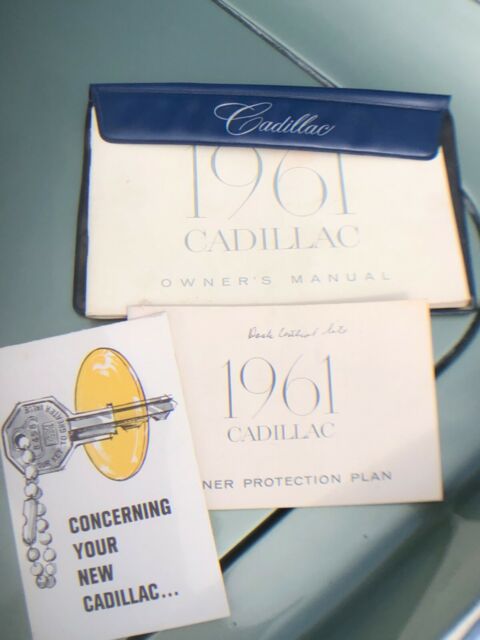 Cadillac
1961
CADILLAC
OWNER'S MANUAL
1961
CADILLAC
NER PROTECTION PLAN
CONCERNING
YOUR
NEW
CADILLAC...